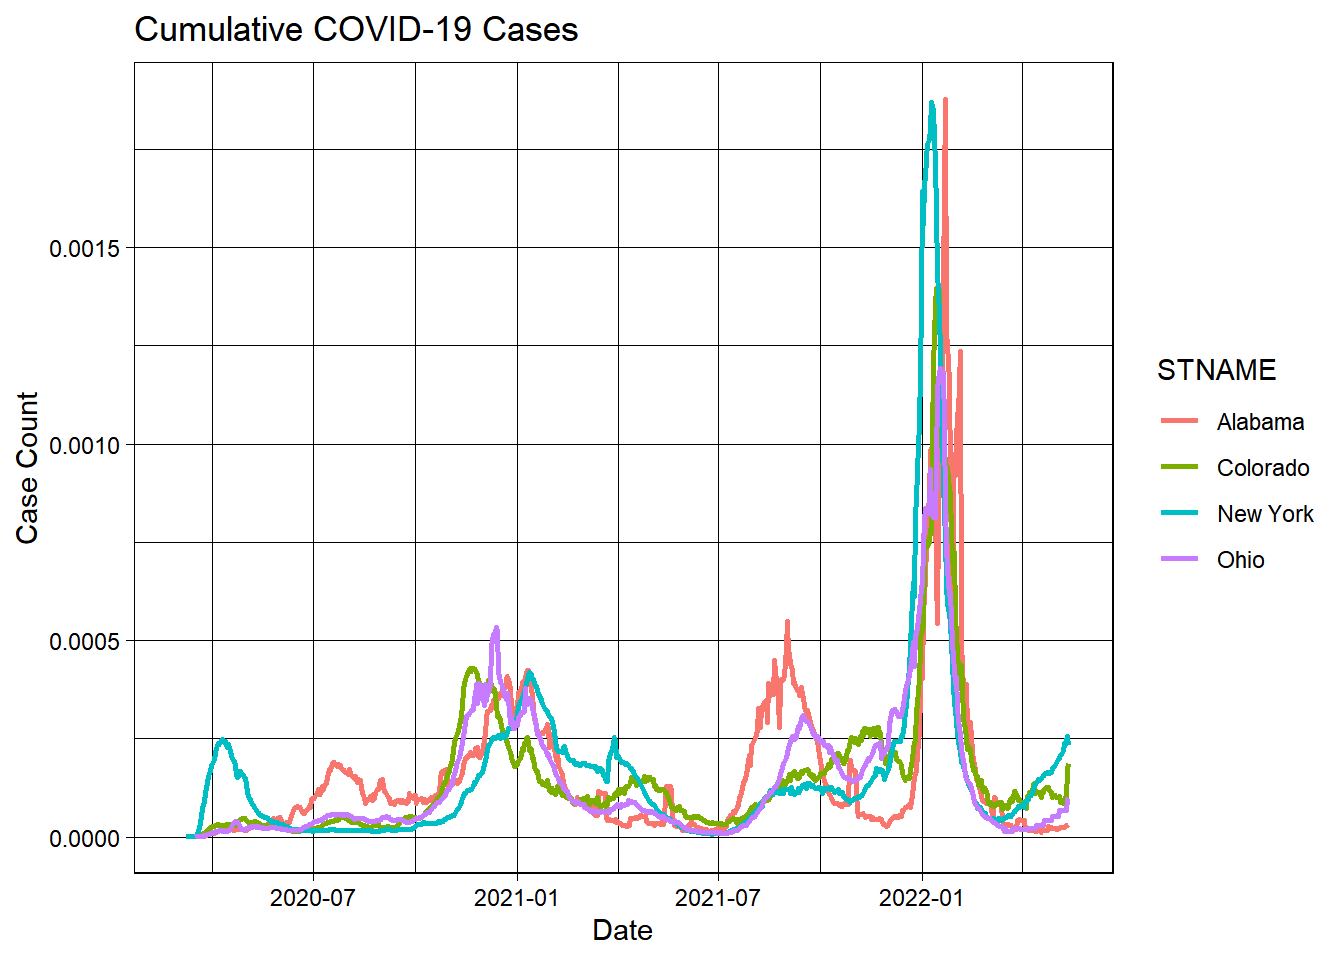 Cumulative COVID-19 Cases
Case Count
0.0015
0.0010
0.0005
0.0000
2020-07
2021-01
2021-07
2022-01
Date
STNAME
Alabama
Colorado
New York
Ohio